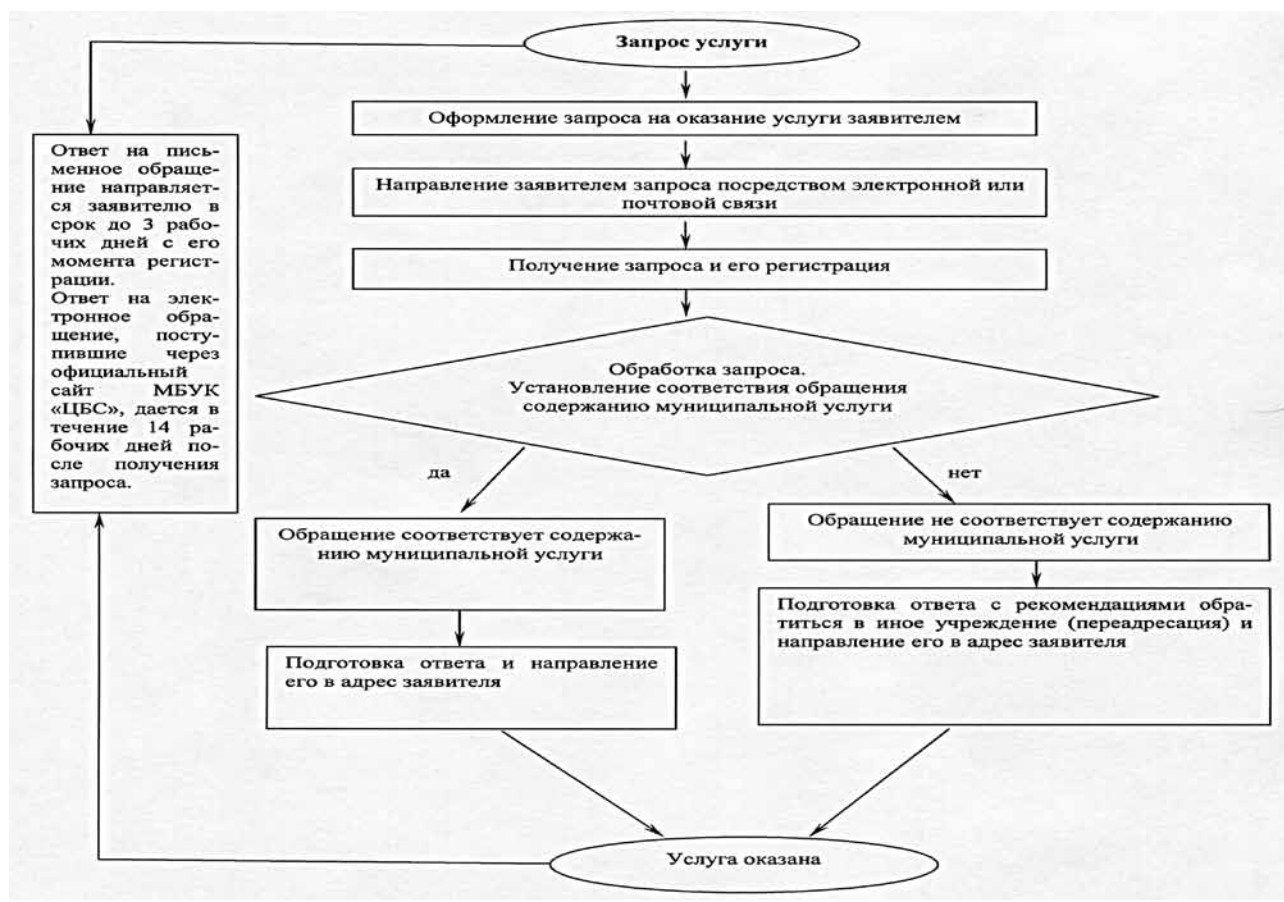 Запрос услуги
Оформление запроса на оказание услуги заявителем
Направление заявителем запроса посредством электронной или
почтовой связи
Получение запроса и его регистрация
Ответ на пись-
менное обраще-
ние направляет-
ся заявителю в
срок до 3 рабо-
чих дней с его
момента регист-
рации.
Ответ на элек-
тронное обра-
щение, посту-
пившие через
официальный
сайт МБУК
«ЦБС», дается в
течение 14 ра-
бочих дней по-
сле получения
запроса.
Обработка запроса.
Установление соответствия обращения
содержанию муниципальной услуги
да
нет
Обращение соответствует содержа-
нию муниципальной услуги
Обращение не соответствует содержанию
муниципальной услуги
Подготовка ответа и направление
его в адрес заявителя
Подготовка ответа с рекомендациями обра-
титься в иное учреждение (переадресация) и
направление его в адрес заявителя
Услуга оказана